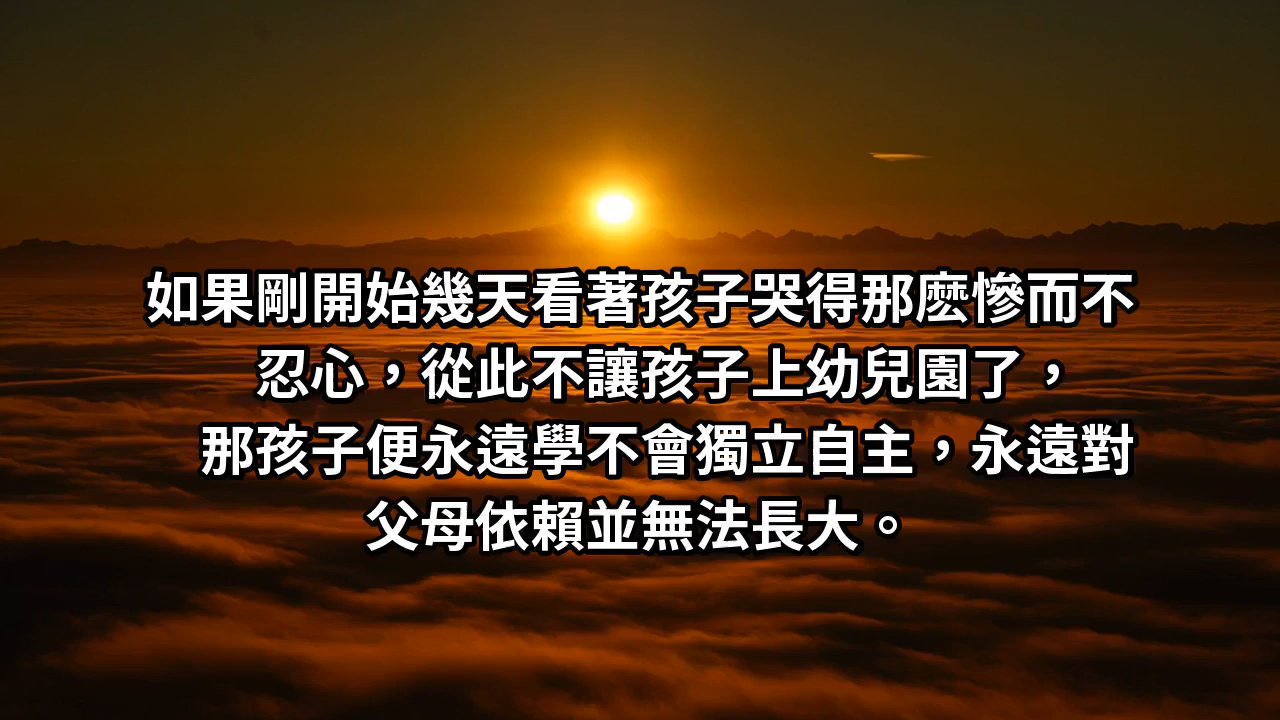 如果剛開始幾天看著孩子哭得那麽慘而不
忍心，從此不讓孩子上幼兒園了，
那孩子便永遠學不會獨立自主，永遠對
父母依賴並無法長大。